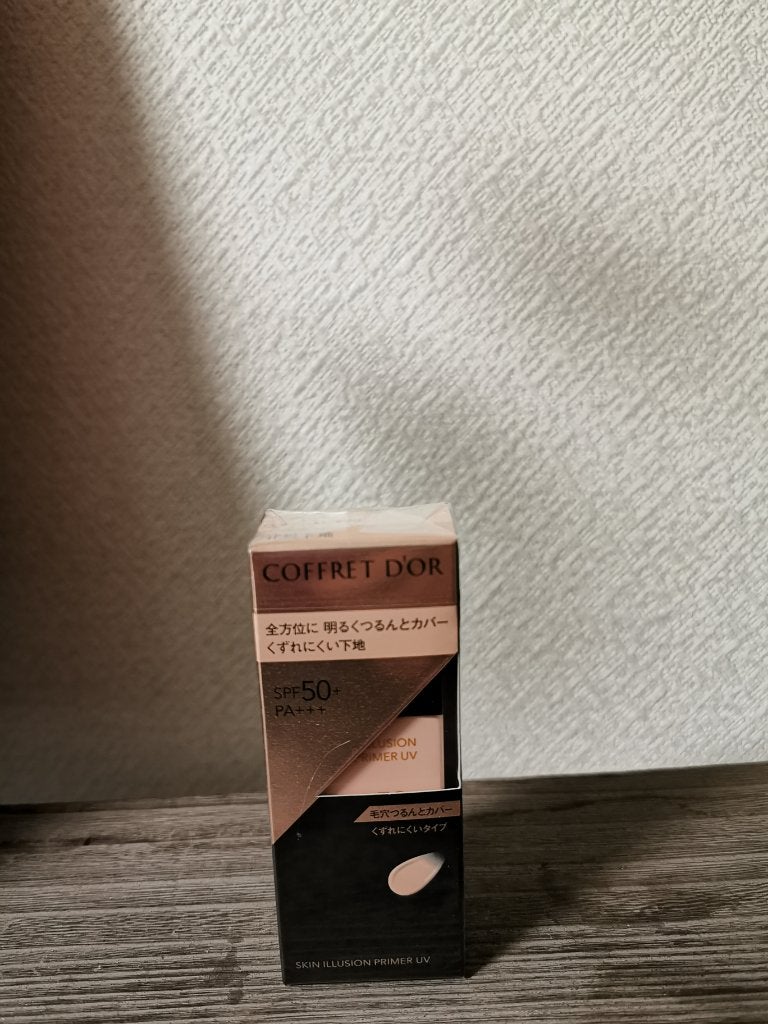 COFFRET D'OR
全方位に 明るくつるんとカバー
くずれにくい下地
SPF50+
PA+++
PRIMER UV
毛穴つるんとカバー
くずれにくいタイプ
SKIN ILLUSION PRIMER UV